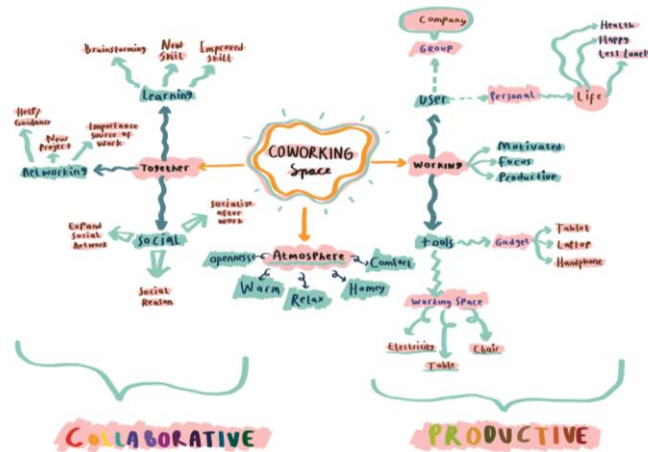 Company
GROUP
USER
Personal
Life
Health
Happy
Less Lonely
Brainstorming
New
Skill
Improved
Skill
Learning
Help/
Guidance
New
Project
Importance
Source of
Work
Networking
Together
COWORKING
Space
Working
Motivated
Focus
Productive
Expand
Social
Network
Social
Socialize
after
work
Social
Reason
Atmosphere
openness
Warm
Relax
Homey
Comfort
tools
Gadget
Tablet
Laptop
Handphone
Working Space
Electricity
Table
Chair
COLLABORATIVE
PRODUCTIVE